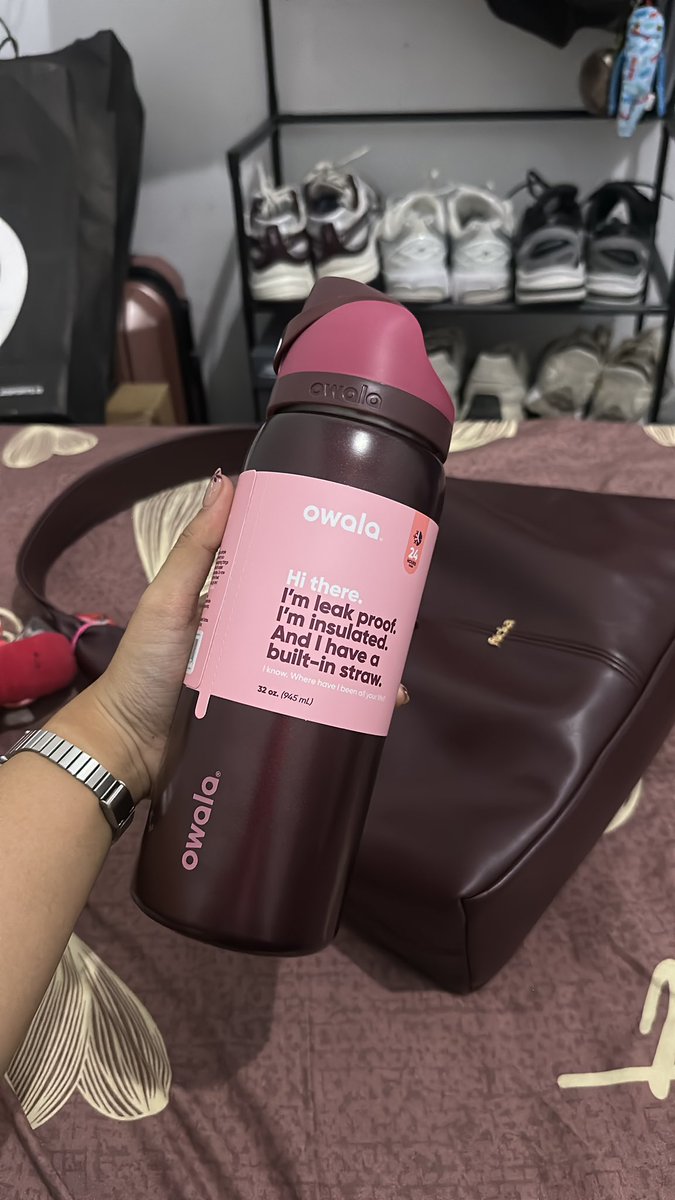 owala
owala®
24
Hi there.
I'm leak proof.
I'm insulated.
And I have a
built-in straw.
I know. Where have I been all your life?
32 oz. (945 mL)
owala®